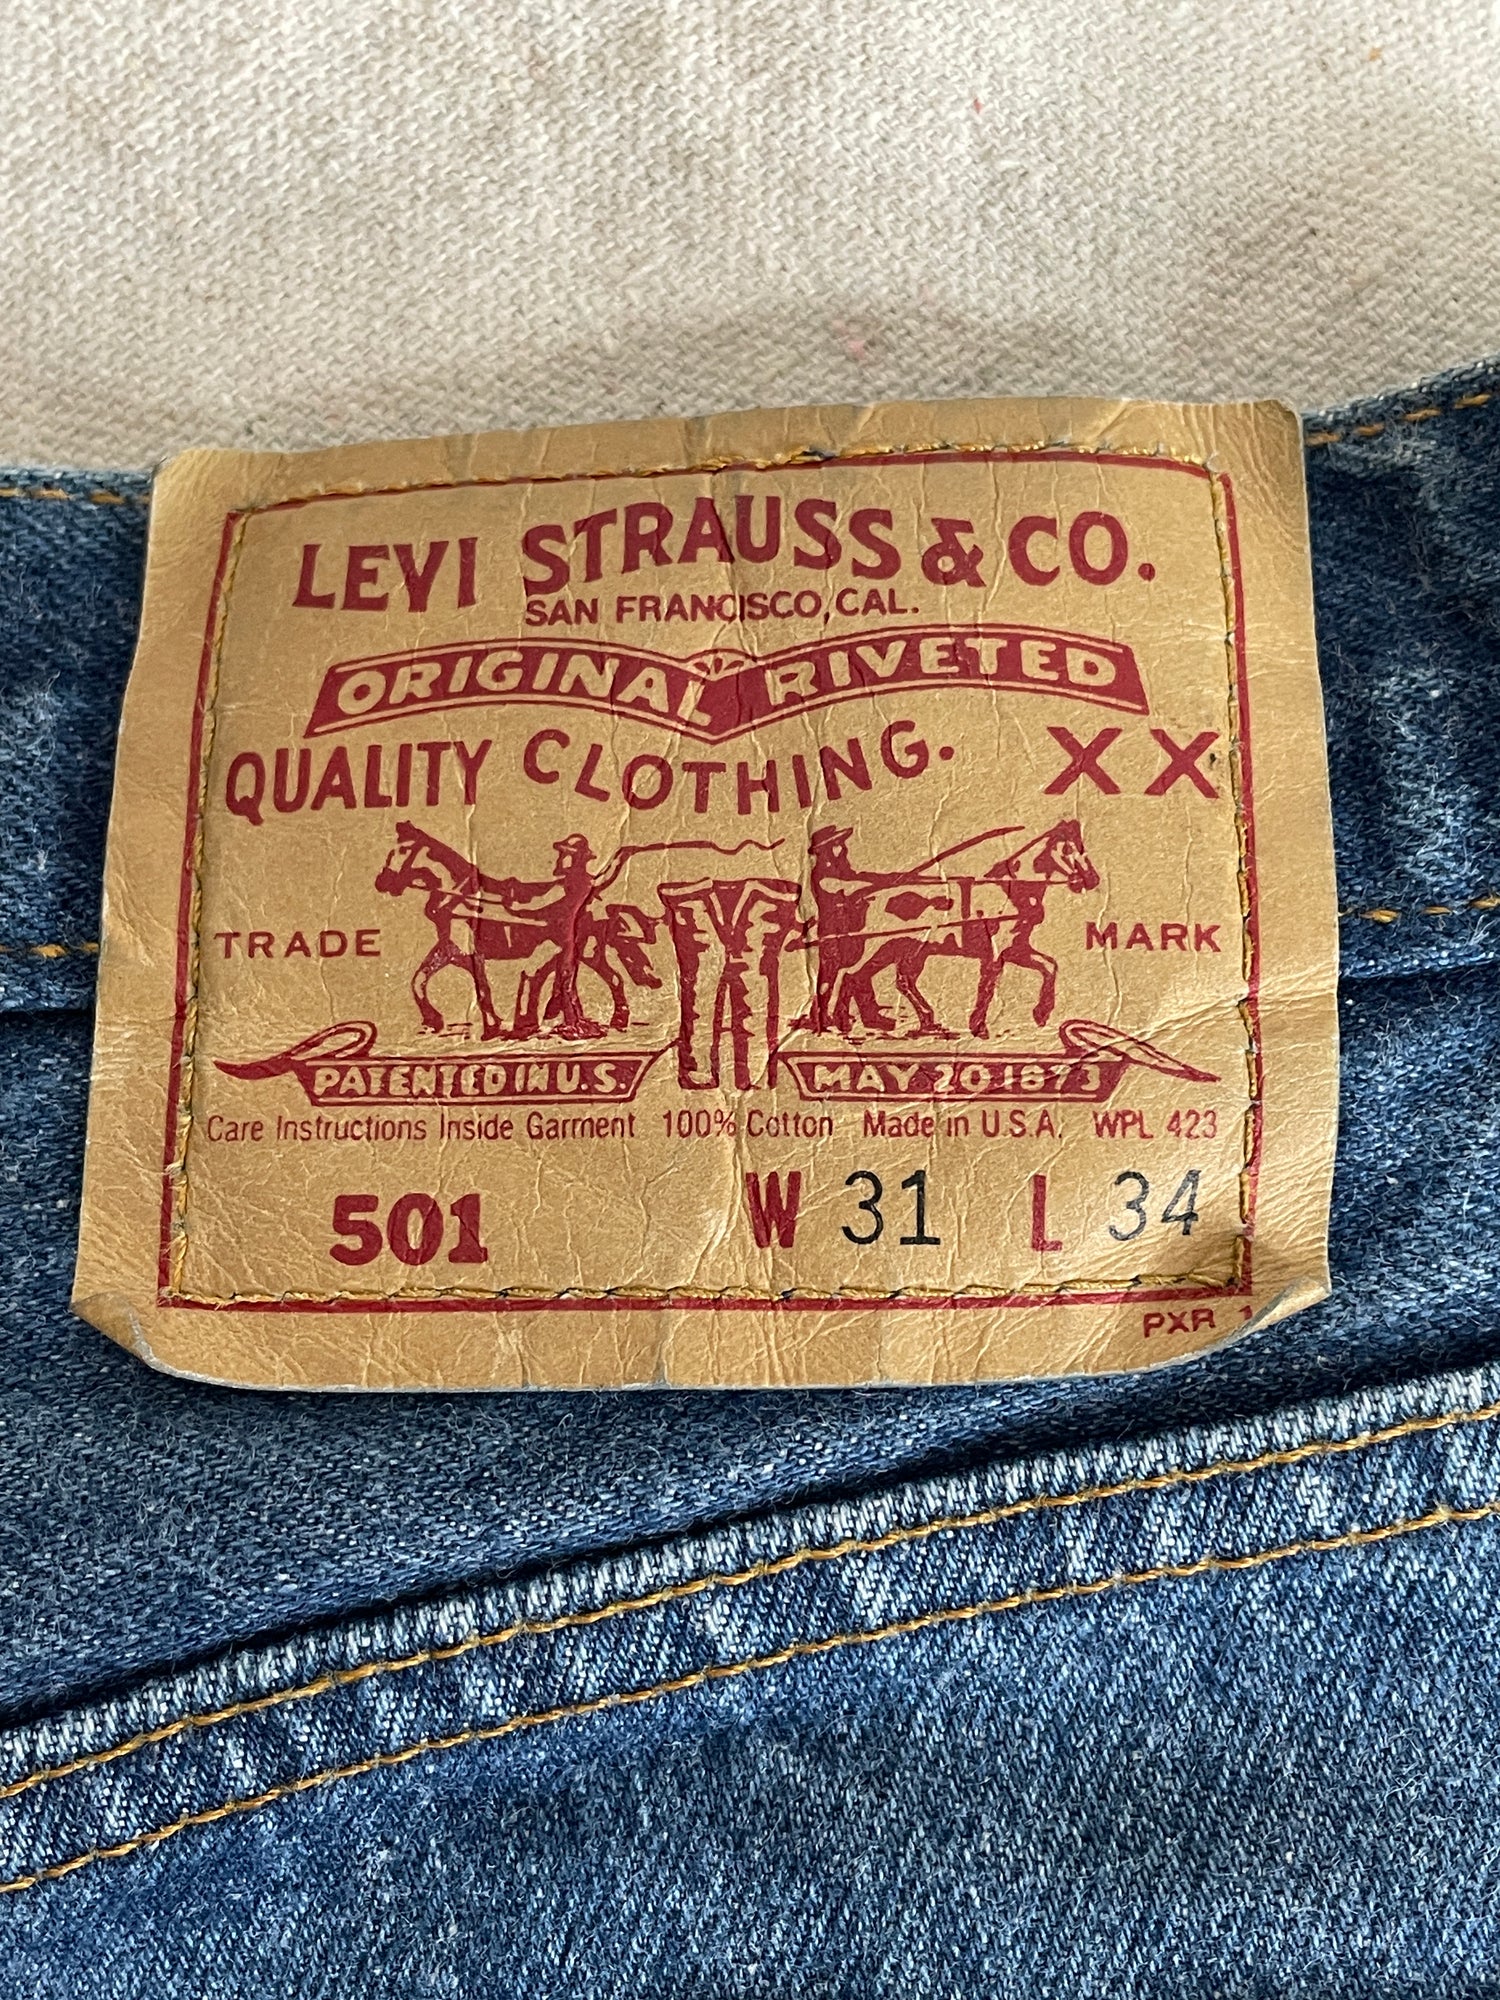 LEVI STRAUSS & CO.
SAN FRANCISCO, CAL.
ORIGINAL RIVETED
QUALITY CLOTHING. XX
TRADE MARK
PATENTED IN U.S. MAY 20 1873
Care Instructions Inside Garment 100% Cotton Made in U.S.A. WPL 423
501 W 31 L 34
PXR 1